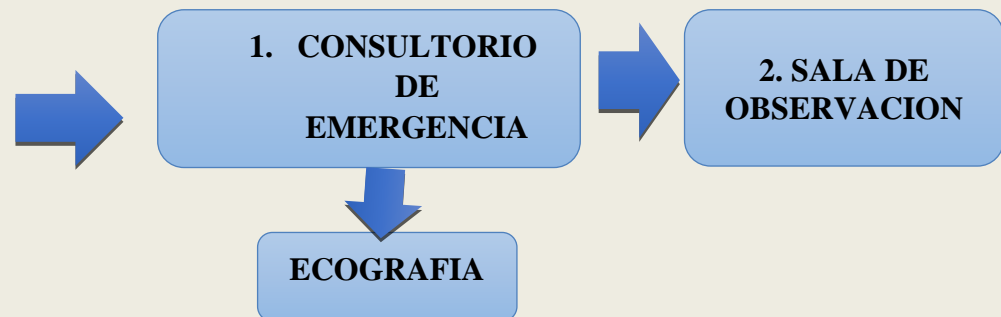 1. CONSULTORIO
DE
EMERGENCIA
2. SALA DE
OBSERVACION
ECOGRAFIA